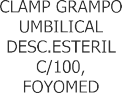 CLAMP GRAMPO
UMBILICAL
DESC.ESTERIL
C/100,
FOYOMED